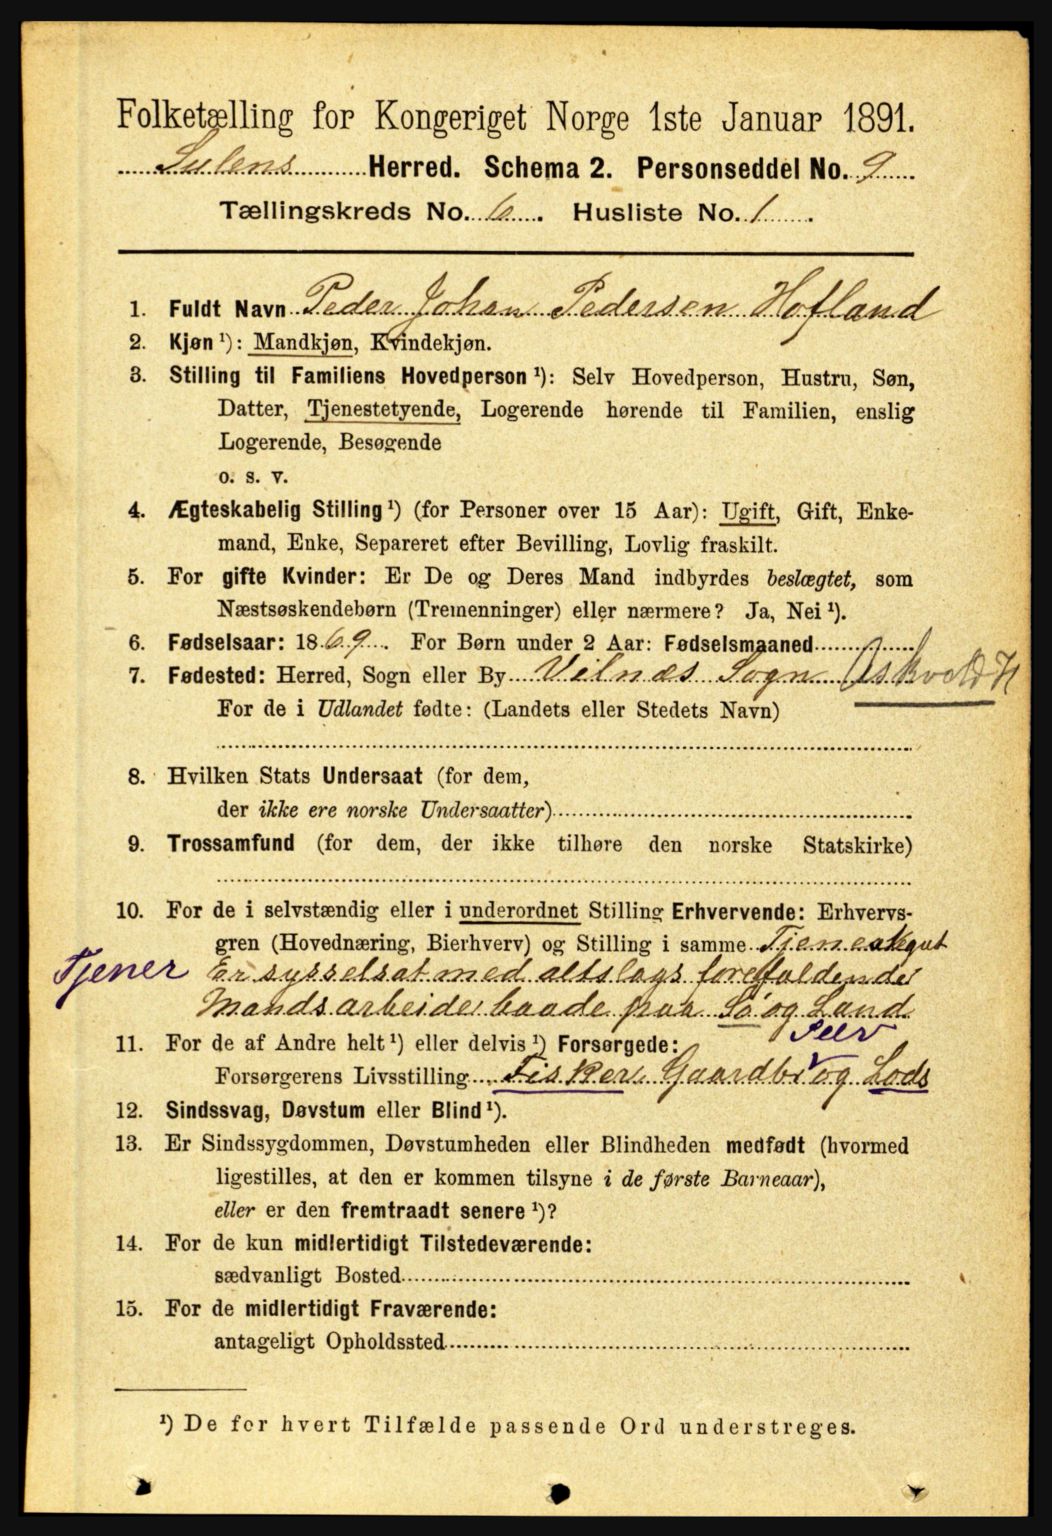 Folketælling for Kongeriget Norge 1ste Januar 1891.
Sulens Herred. Schema 2. Personseddel No. 9
Tællingskreds No. 6. Husliste No. 1.
1. Fuldt Navn Peder Johan Pedersen Hofland
2. Kjøn ¹): Mandkjøn, Kvindekjøn.
3. Stilling til Familiens Hovedperson ¹): Selv Hovedperson, Hustru, Søn,
Datter, Tjenestetyende, Logerende hørende til Familien, enslig
Logerende, Besøgende
o. s. v.
4. Ægteskabelig Stilling ¹) (for Personer over 15 Aar): Ugift, Gift, Enke-
mand, Enke, Separeret efter Bevilling, Lovlig fraskilt.
5. For gifte Kvinder: Er De og Deres Mand indbyrdes beslægtet, som
Næstsøskendebørn (Tremenninger) eller nærmere? Ja, Nei ¹).
6. Fødselsaar: 1869. For Børn under 2 Aar: Fødselsmaaned
7. Fødested: Herred, Sogn eller By Vilnæs Sogn Askvold H
For de i Udlandet fødte: (Landets eller Stedets Navn)
8. Hvilken Stats Undersaat (for dem,
der ikke ere norske Undersaatter)
9. Trossamfund (for dem, der ikke tilhøre den norske Statskirke)
10. For de i selvstændig eller i underordnet Stilling Erhvervende: Erhvervs-
gren (Hovednæring, Bierhverv) og Stilling i samme Tjenestegut
Tjener Er sysselsat med altslags forefaldende
Mandsarbeide baade paa Sö og Land
11. For de af Andre helt ¹) eller delvis ¹) Forsørgede: Selv
Forsørgerens Livsstilling Fisker, Gaardbr og Lods
12. Sindssvag, Døvstum eller Blind ¹).
13. Er Sindssygdommen, Døvstumheden eller Blindheden medfødt (hvormed
ligestilles, at den er kommen tilsyne i de første Barneaar),
eller er den fremtraadt senere ¹)?
14. For de kun midlertidigt Tilstedeværende:
sædvanligt Bosted
15. For de midlertidigt Fraværende:
antageligt Opholdssted
¹) De for hvert Tilfælde passende Ord understreges.